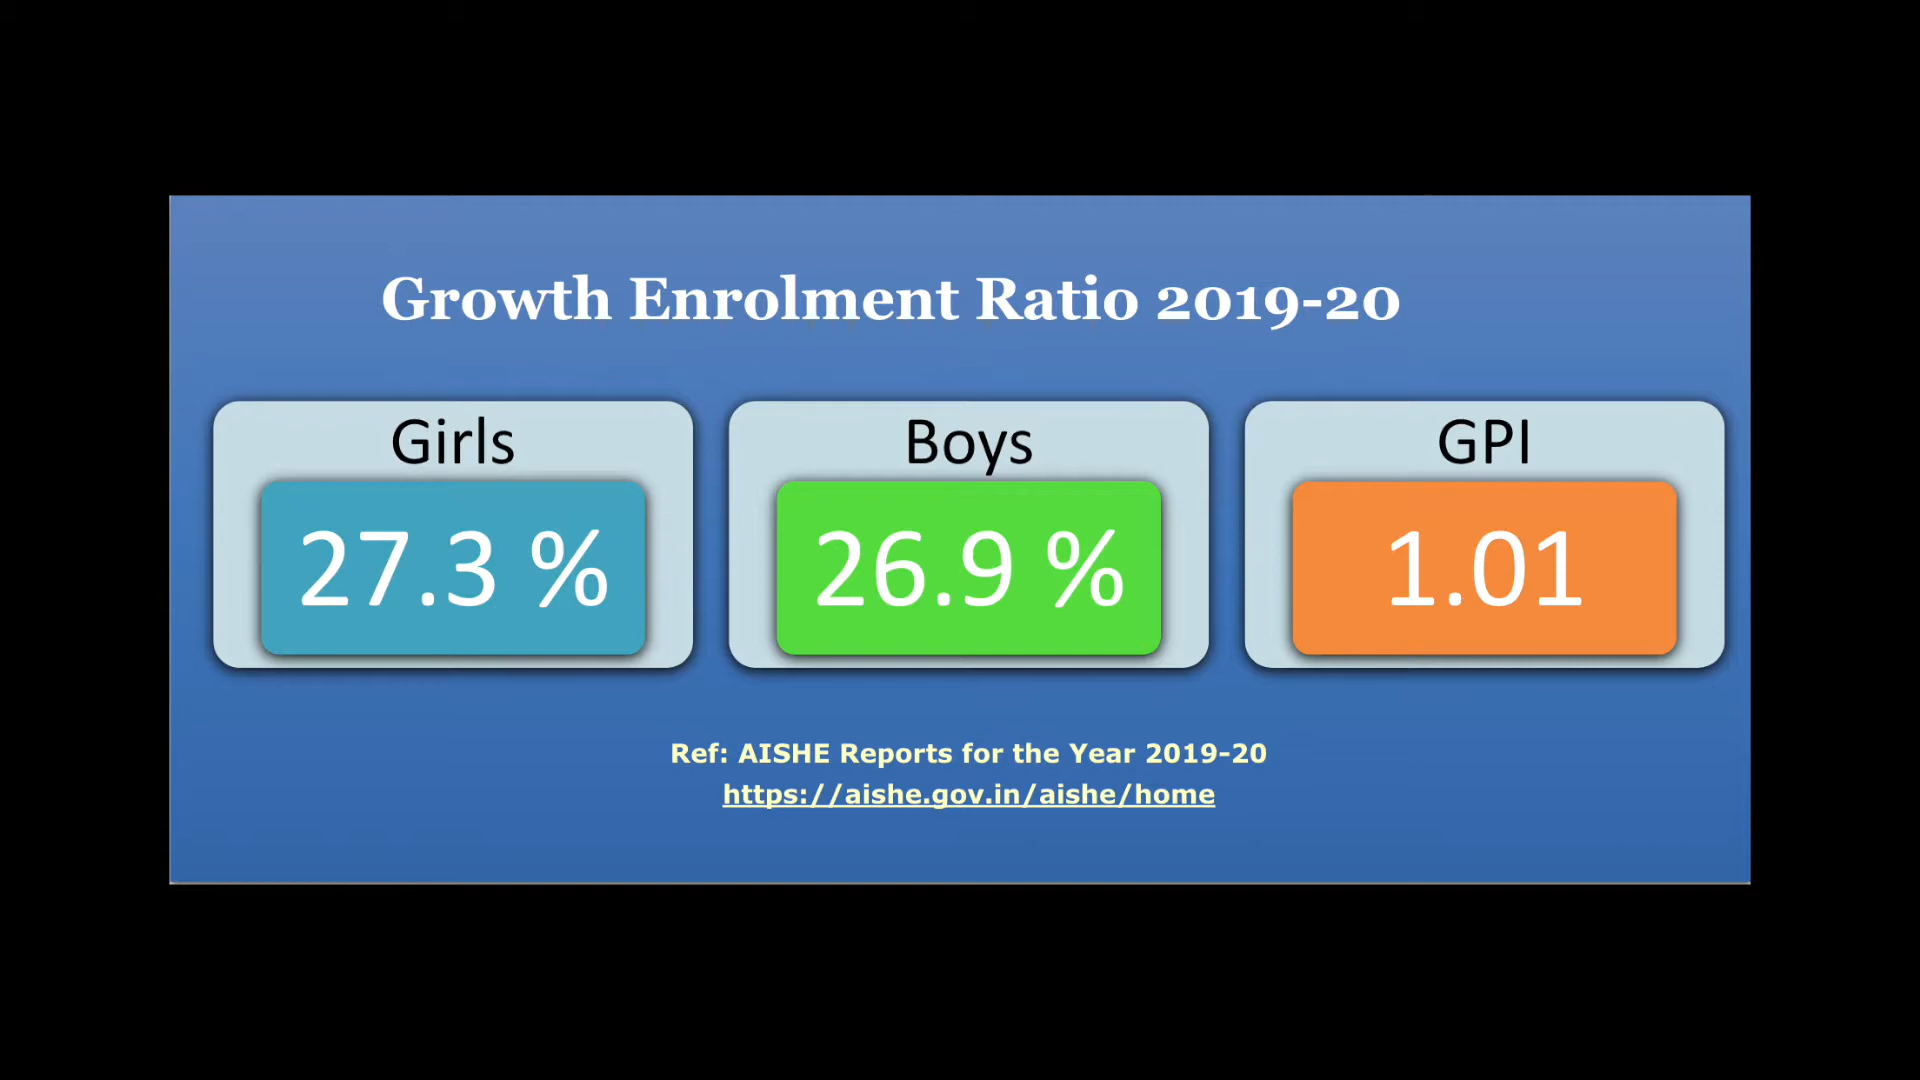 Growth Enrolment Ratio 2019-20
Girls
27.3 %
Boys
26.9 %
GPI
1.01
Ref: AISHE Reports for the Year 2019-20
https://aishe.gov.in/aishe/home